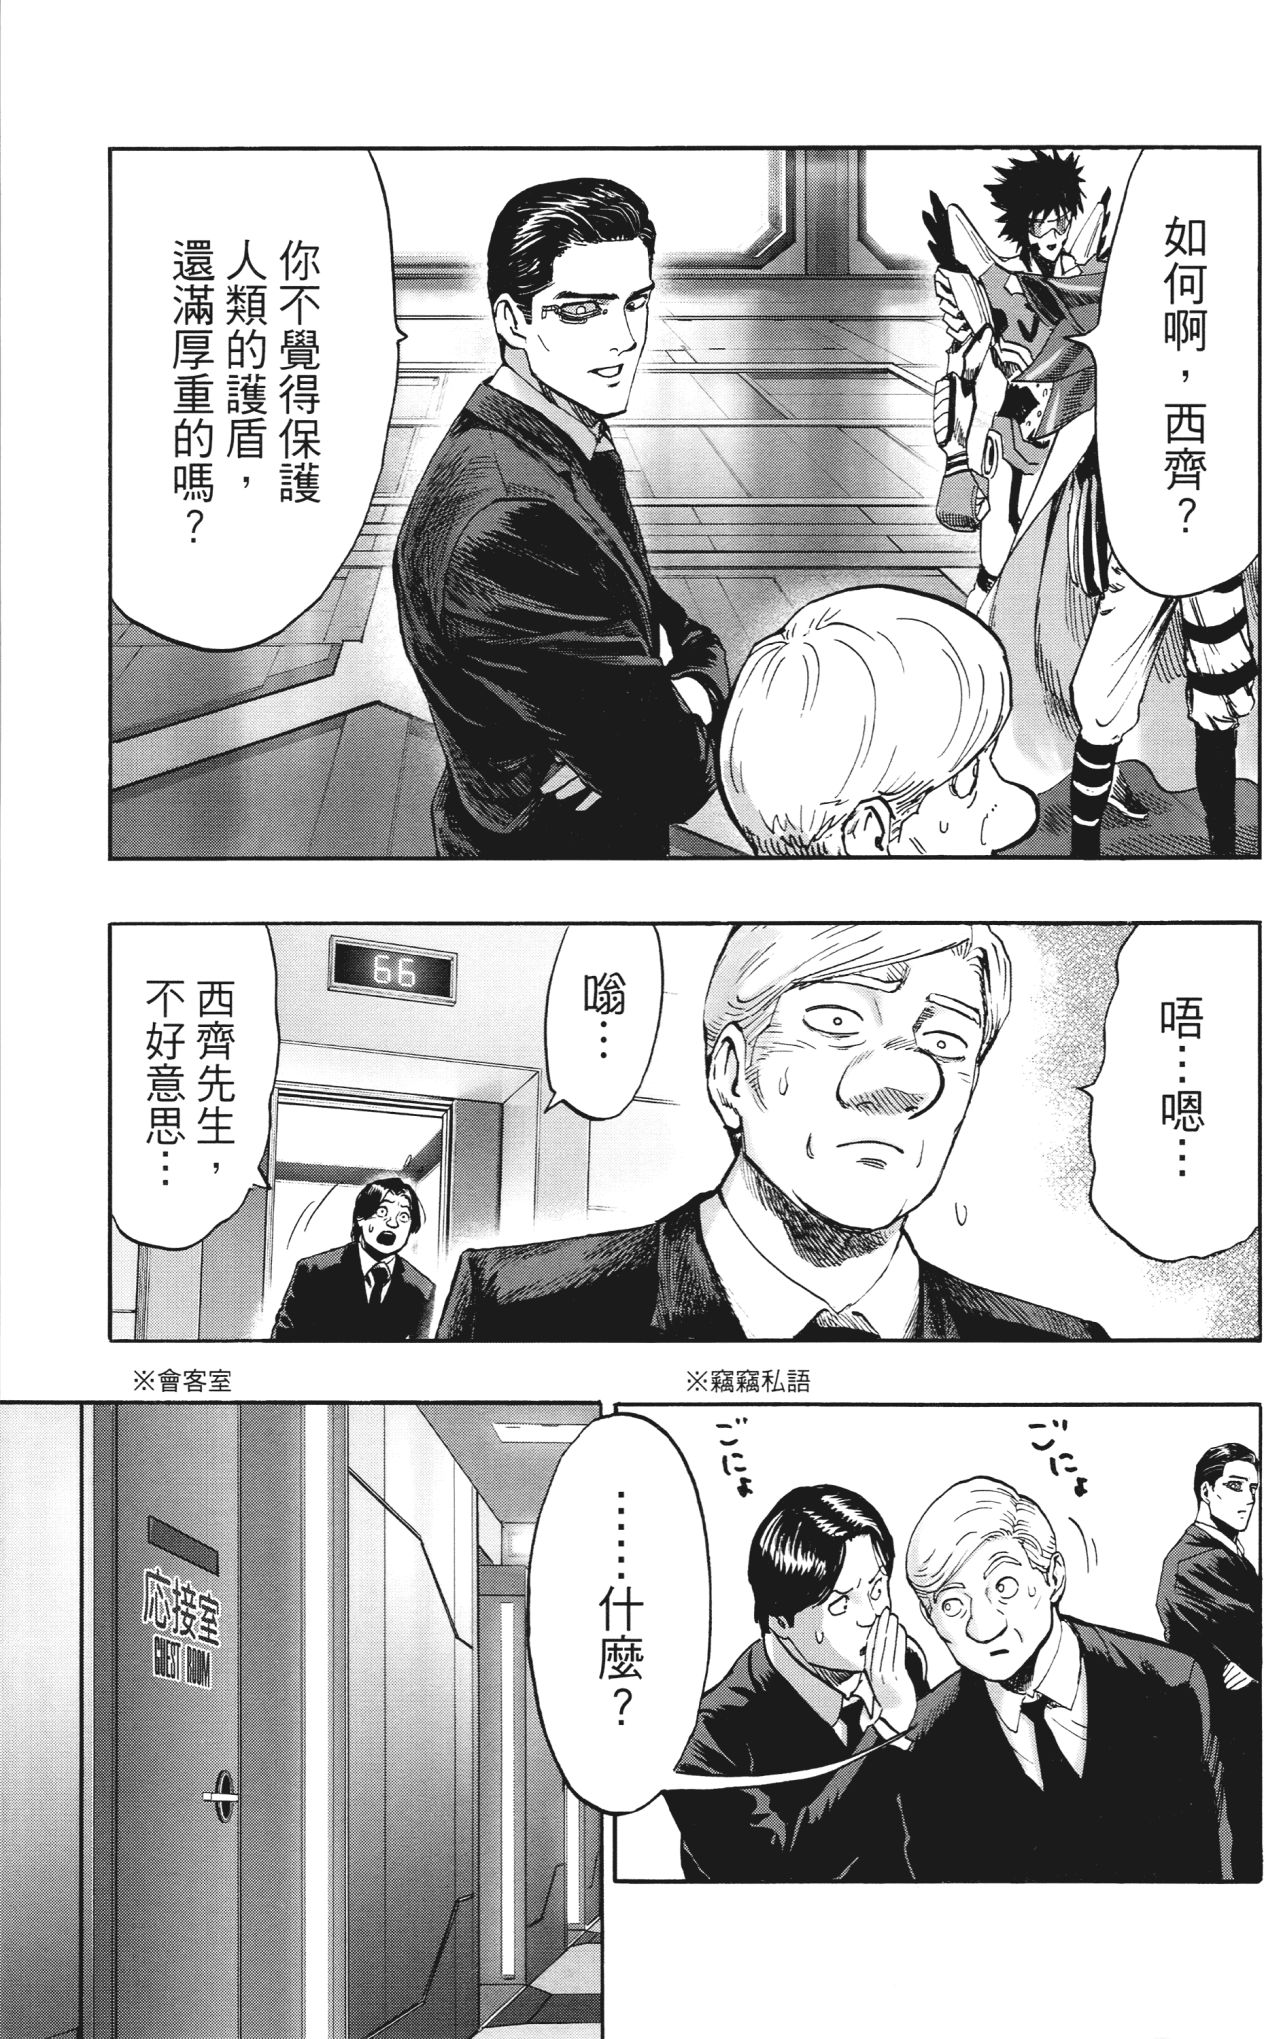 如何啊，西齊？
你不覺得保護
人類的護盾，
還滿厚重的嗎？
唔…嗯…
嗡…
66
西齊先生，
不好意思…
※竊竊私語
ごにょ
ごにょ
……什麼？
※會客室
応接室
GUEST ROOM